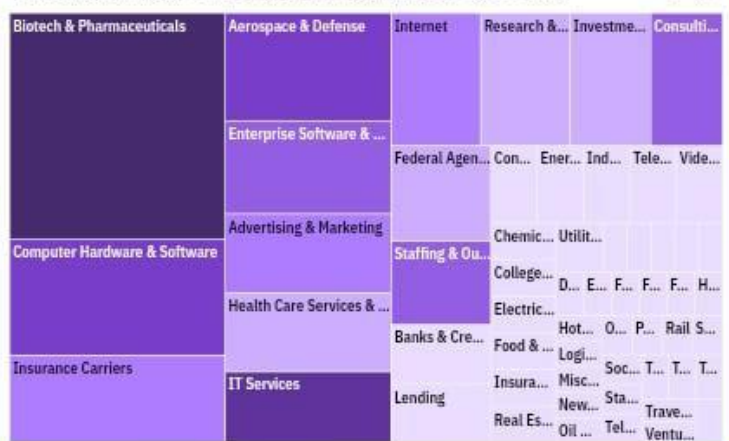 Biotech & Pharmaceuticals
Computer Hardware & Software
Insurance Carriers
Aerospace & Defense
Enterprise Software & ...
Advertising & Marketing
Health Care Services & ...
IT Services
Internet
Research &...
Investme...
Consulti...
Federal Agen...
Staffing & Ou...
Banks & Cre...
Lending
Con...
Ener...
Ind...
Tele...
Vide...
Chemic...
College...
Electric...
Food & ...
Insura...
Real Es...
Utilit...
D...
E...
F...
F...
F...
H...
Hot...
Logi...
Misc...
New...
Oil ...
O...
P...
Rail
S...
Soc...
T...
T...
T...
Sta...
Tel...
Trave...
Ventu...